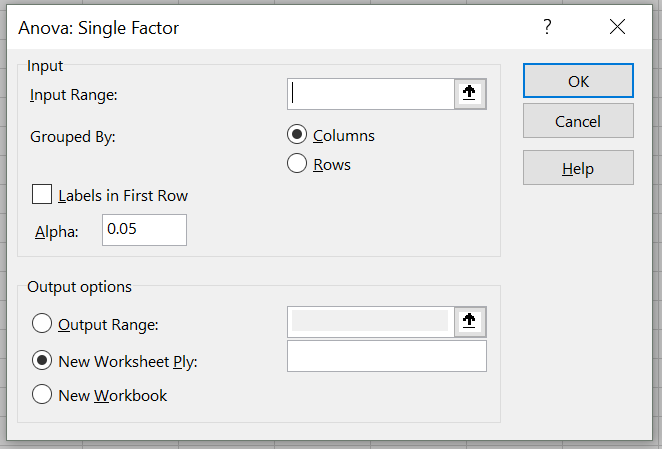 Anova: Single Factor
?
Input
Input Range:
Grouped By:
Columns
Rows
Labels in First Row
Alpha:
0.05
OK
Cancel
Help
Output options
Output Range:
New Worksheet Ply:
New Workbook